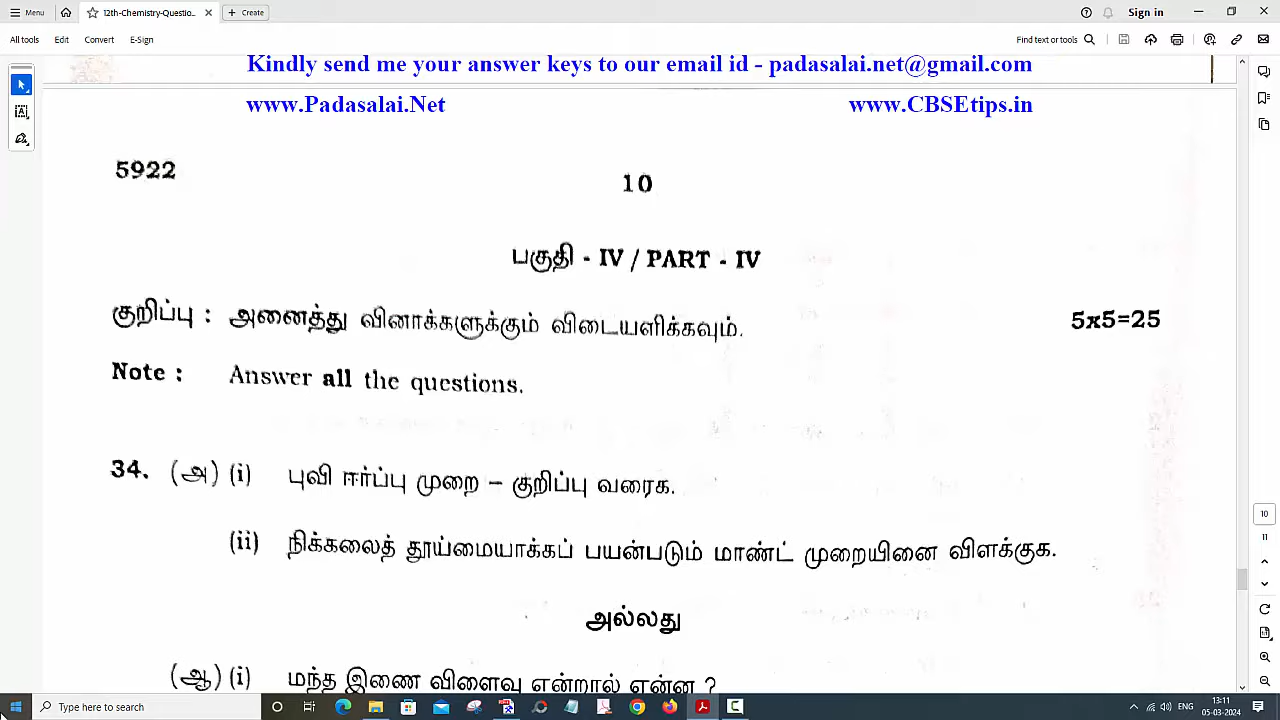 Menu
12th-Chemistry-Questio...
Create
Sign in
All tools Edit Convert E-Sign
Find text or tools
Kindly send me your answer keys to our email id - padasalai.net@gmail.com
www.Padasalai.Net www.CBSEtips.in
5922
10
பகுதி - IV / PART - IV
குறிப்பு : அனைத்து வினாக்களுக்கும் விடையளிக்கவும். 5x5=25
Note : Answer all the questions.
34. (அ) (i) புவி ஈர்ப்பு முறை – குறிப்பு வரைக.
(ii) நிக்கலைத் தூய்மையாக்கப் பயன்படும் மாண்ட் முறையினை விளக்குக.
அல்லது
(ஆ) (i) மந்த இணை விளைவு என்றால் என்ன ?
10
11
Type here to search
ENG
13:11
05-03-2024